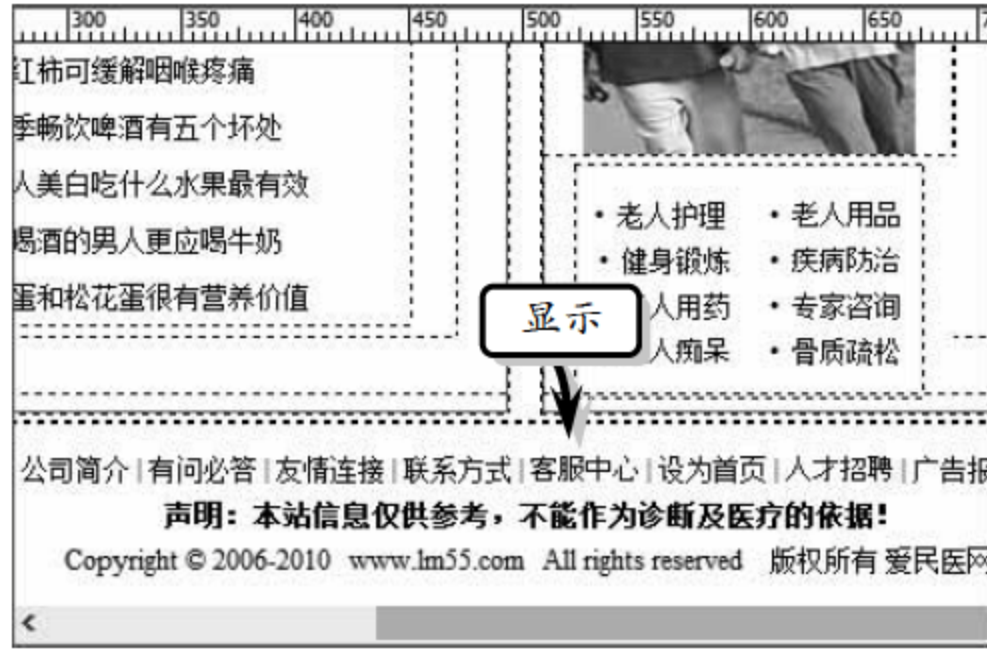 300 350 400 450 500 550 600 650
红柿可缓解咽喉疼痛
季畅饮啤酒有五个坏处
人美白吃什么水果最有效
喝酒的男人更应喝牛奶
蛋和松花蛋很有营养价值
• 老人护理 • 老人用品
• 健身锻炼 • 疾病防治
人用药 • 专家咨询
人痴呆 • 骨质疏松
显示
公司简介 | 有问必答 | 友情连接 | 联系方式 | 客服中心 | 设为首页 | 人才招聘 | 广告报
声明：本站信息仅供参考，不能作为诊断及医疗的依据！
Copyright © 2006-2010 www.lm55.com All rights reserved 版权所有 爱民医网